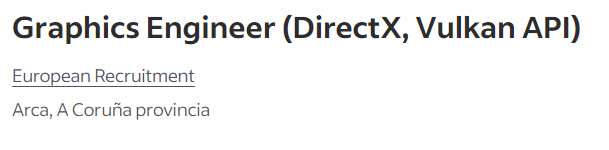 Graphics Engineer (DirectX, Vulkan API)
European Recruitment
Arca, A Coruña provincia